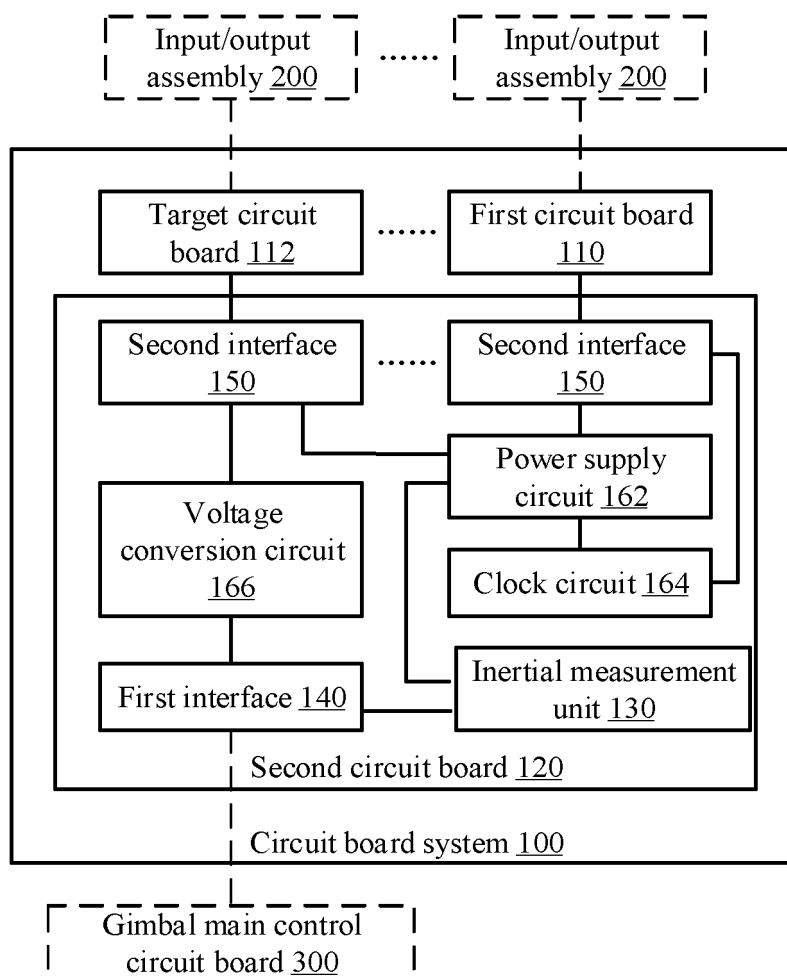 Input/output
assembly 200
......
Input/output
assembly 200
Target circuit
board 112
......
First circuit board
110
Second interface
150
......
Second interface
150
Power supply
circuit 162
Voltage
conversion circuit
166
Clock circuit 164
First interface 140
Inertial measurement
unit 130
Second circuit board 120
Circuit board system 100
Gimbal main control
circuit board 300